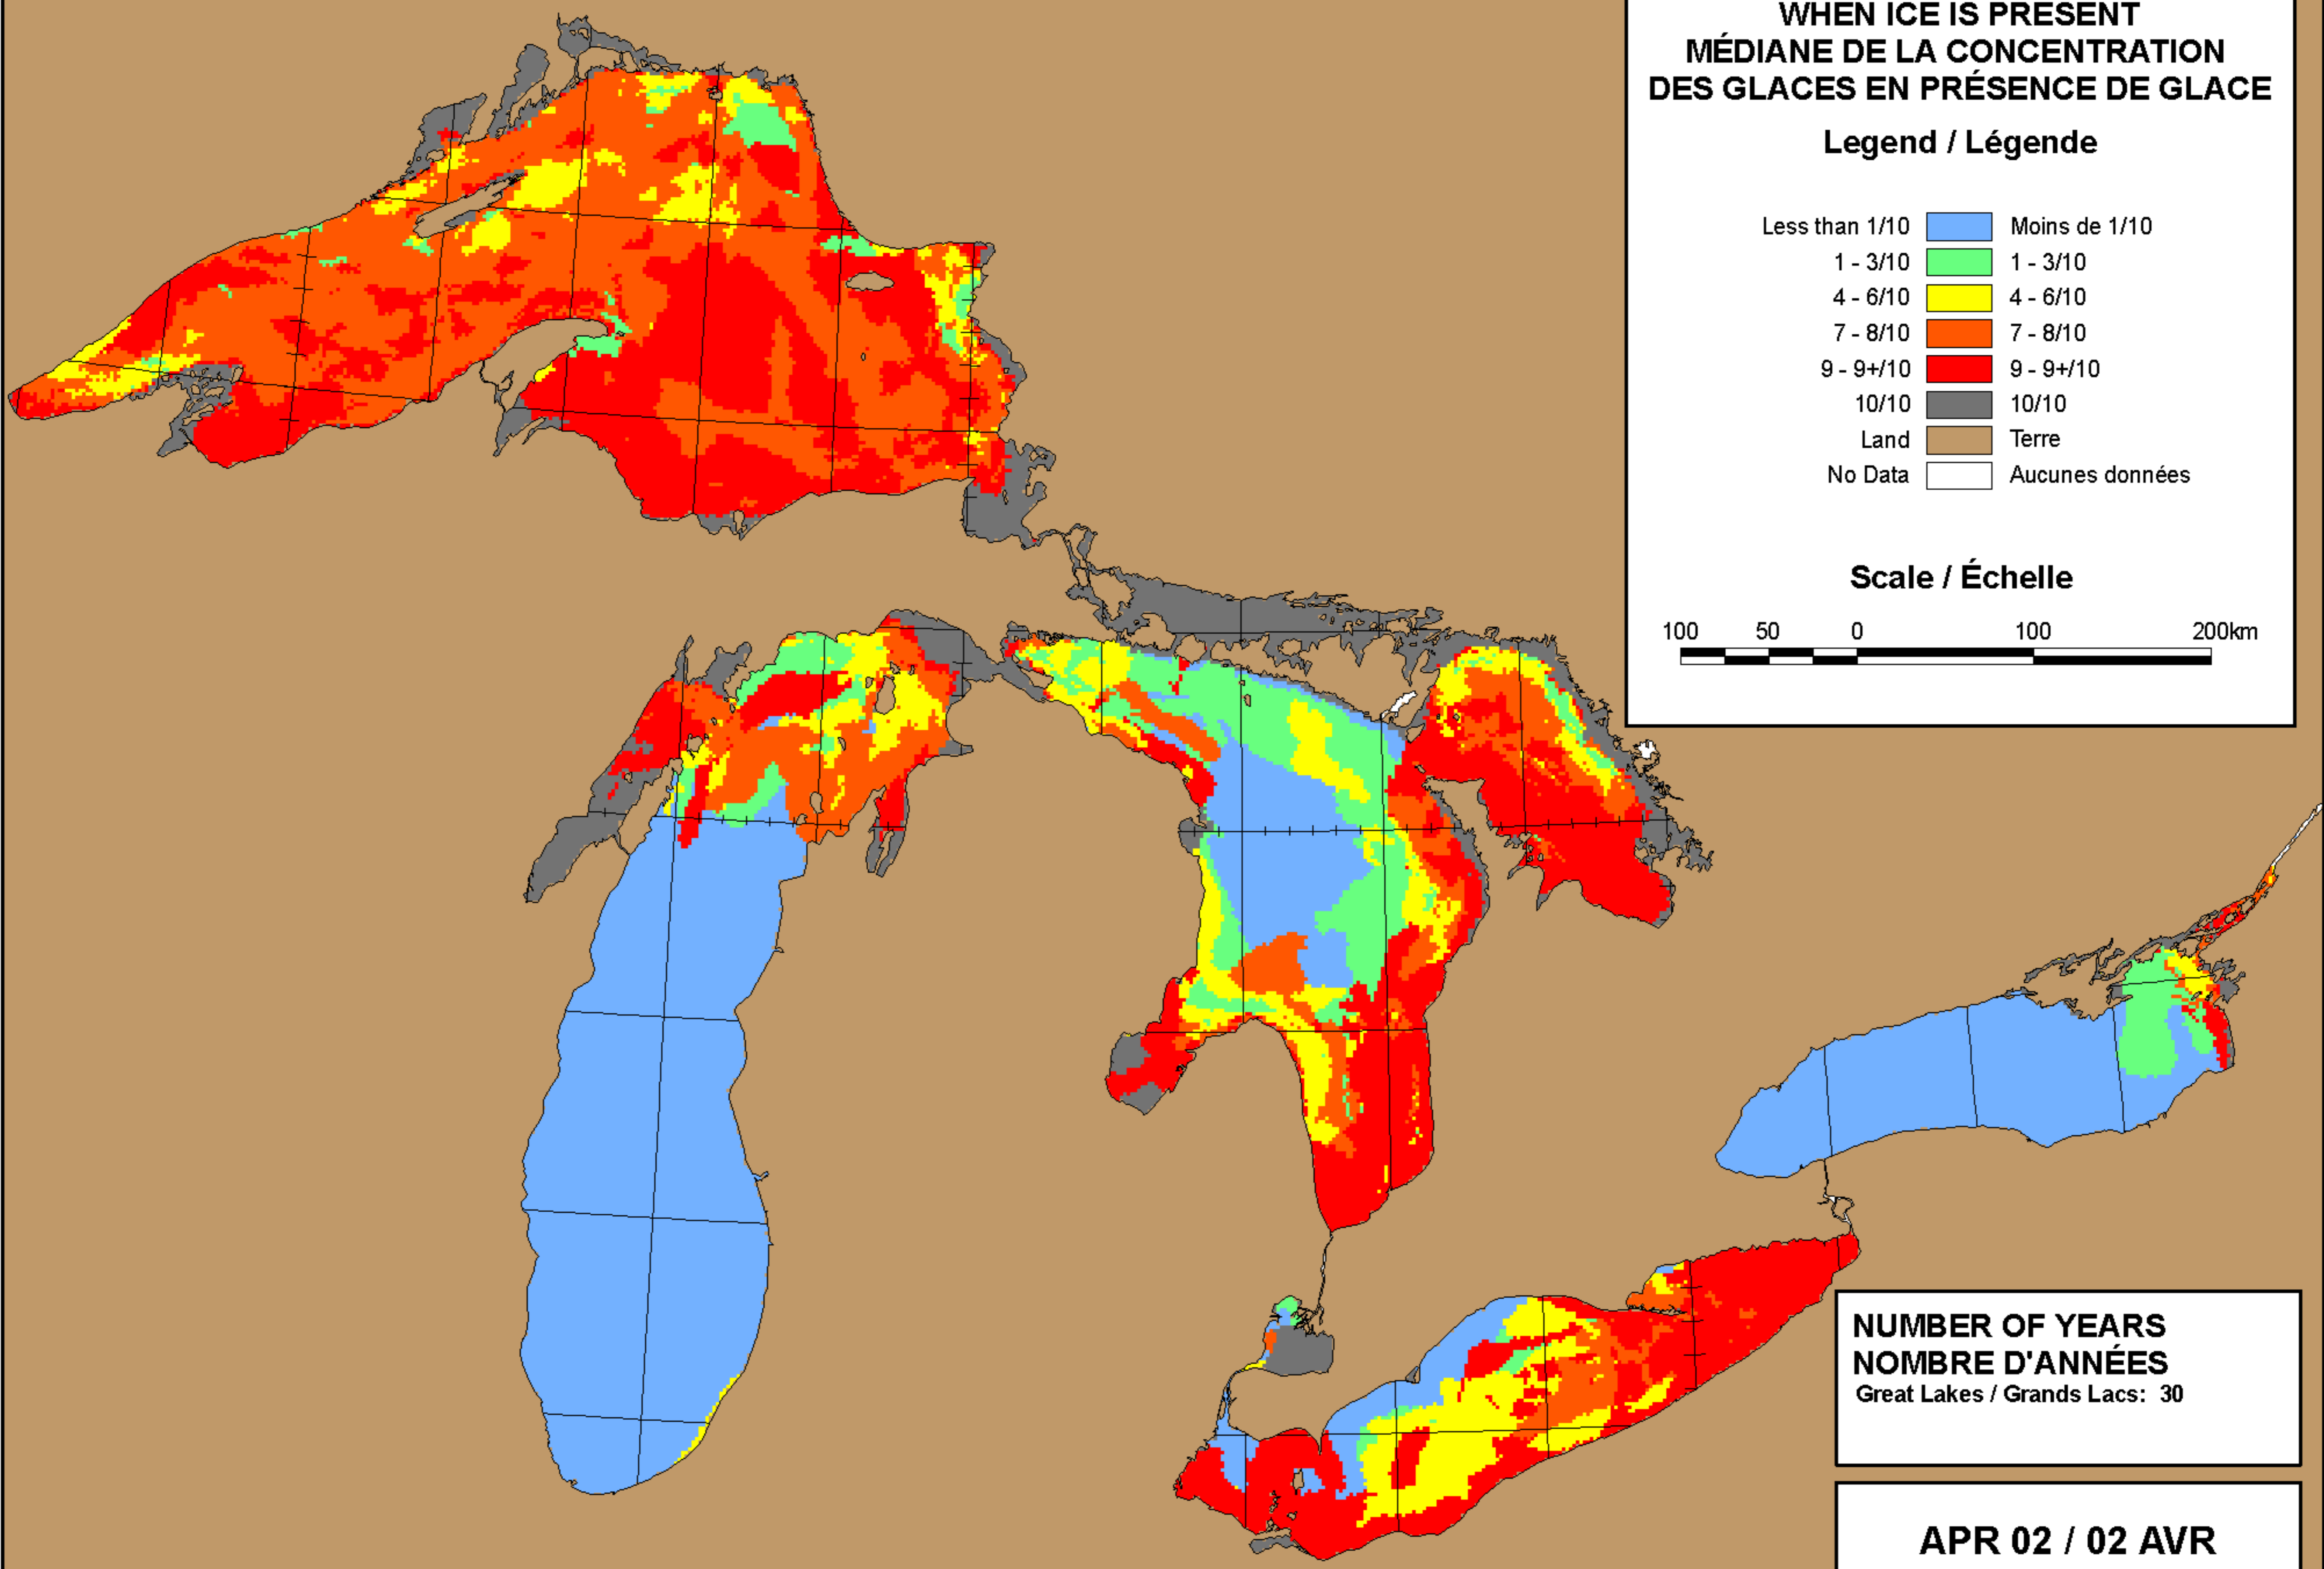 WHEN ICE IS PRESENT
MÉDIANE DE LA CONCENTRATION
DES GLACES EN PRÉSENCE DE GLACE
Legend / Légende
Less than 1/10 Moins de 1/10
1 - 3/10 1 - 3/10
4 - 6/10 4 - 6/10
7 - 8/10 7 - 8/10
9 - 9+/10 9 - 9+/10
10/10 10/10
Land Terre
No Data Aucunes données
Scale / Échelle
100 50 0 100 200km
NUMBER OF YEARS
NOMBRE D'ANNÉES
Great Lakes / Grands Lacs: 30
APR 02 / 02 AVR